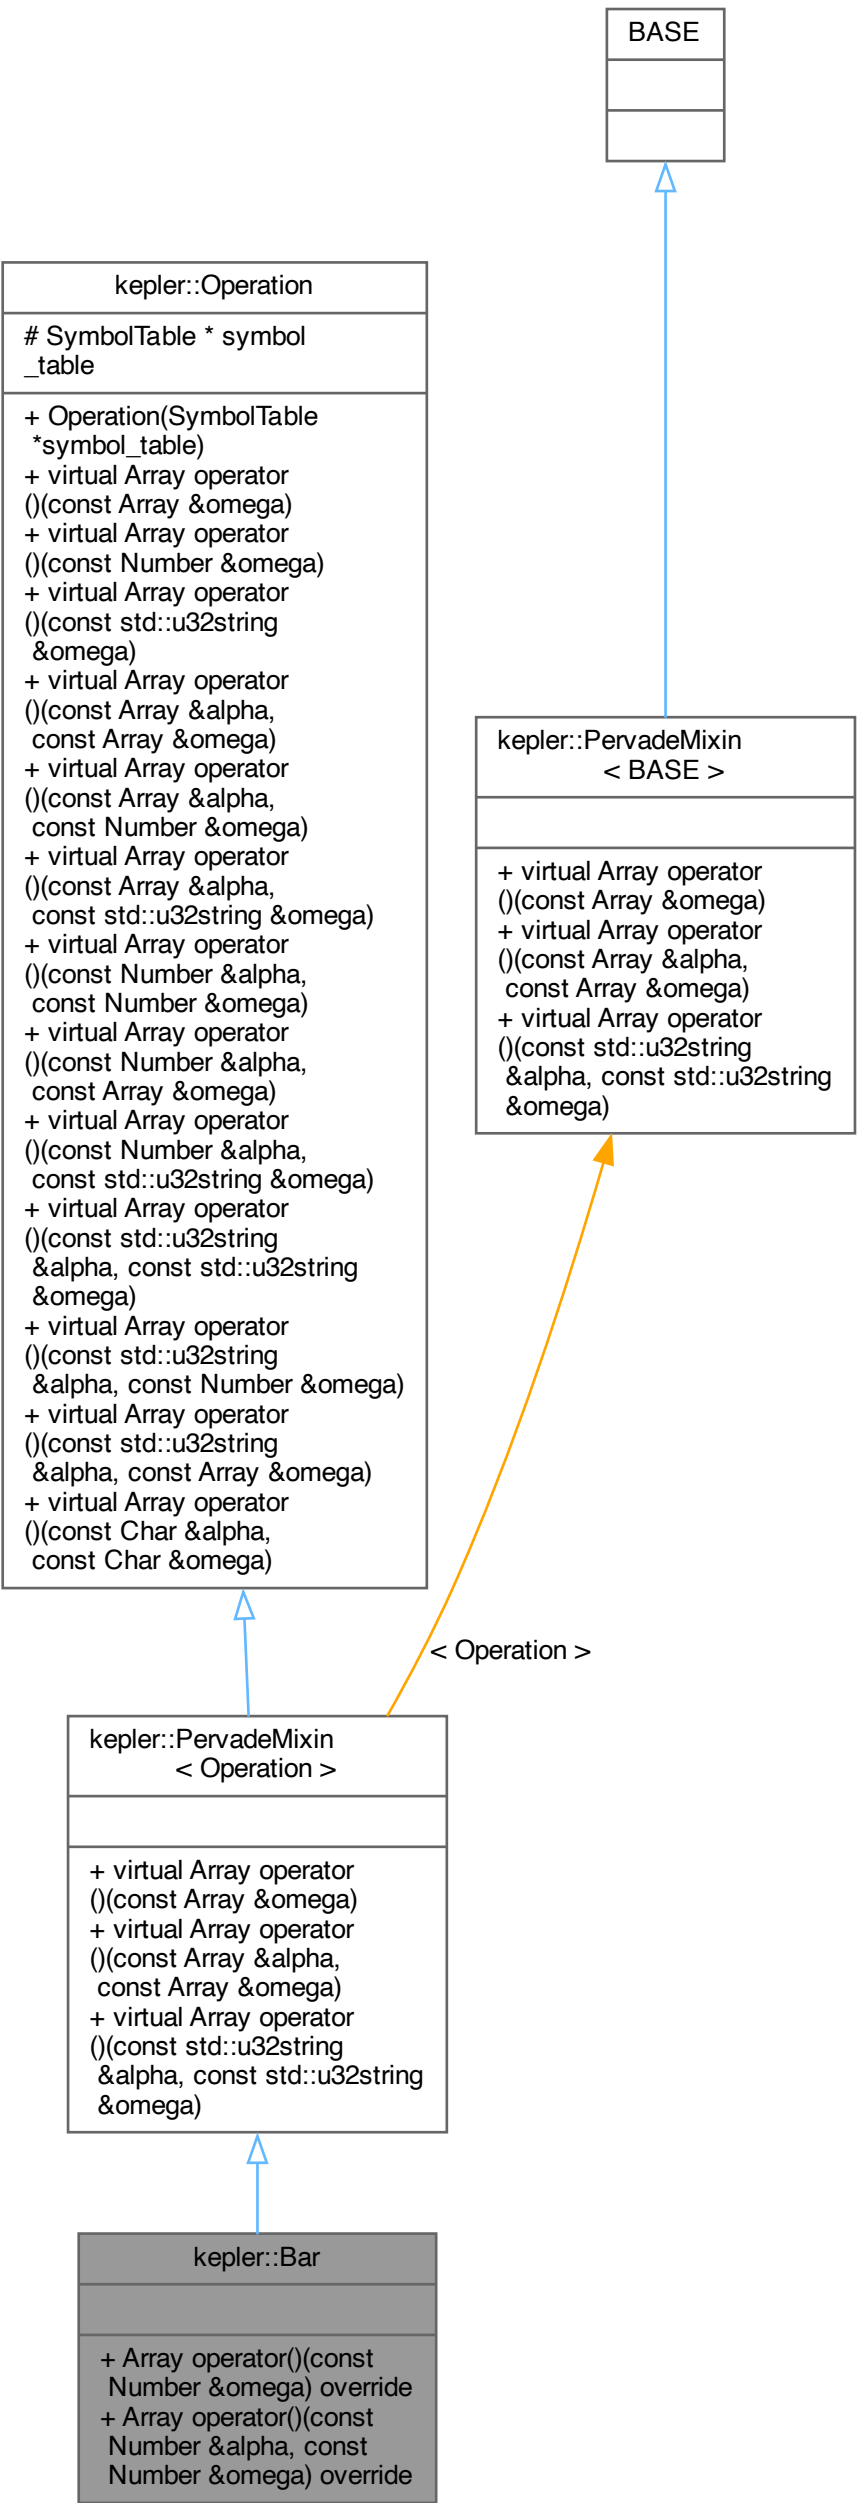 BASE
kepler::Operation
# SymbolTable * symbol
_table
+ Operation(SymbolTable
*symbol_table)
+ virtual Array operator
()(const Array &omega)
+ virtual Array operator
()(const Number &omega)
+ virtual Array operator
()(const std::u32string
&omega)
+ virtual Array operator
()(const Array &alpha,
const Array &omega)
+ virtual Array operator
()(const Array &alpha,
const Number &omega)
+ virtual Array operator
()(const Array &alpha,
const std::u32string &omega)
+ virtual Array operator
()(const Number &alpha,
const Number &omega)
+ virtual Array operator
()(const Number &alpha,
const Array &omega)
+ virtual Array operator
()(const Number &alpha,
const std::u32string &omega)
+ virtual Array operator
()(const std::u32string
&alpha, const std::u32string
&omega)
+ virtual Array operator
()(const std::u32string
&alpha, const Number &omega)
+ virtual Array operator
()(const std::u32string
&alpha, const Array &omega)
+ virtual Array operator
()(const Char &alpha,
const Char &omega)
kepler::PervadeMixin
< BASE >
+ virtual Array operator
()(const Array &omega)
+ virtual Array operator
()(const Array &alpha,
const Array &omega)
+ virtual Array operator
()(const std::u32string
&alpha, const std::u32string
&omega)
< Operation >
kepler::PervadeMixin
< Operation >
+ virtual Array operator
()(const Array &omega)
+ virtual Array operator
()(const Array &alpha,
const Array &omega)
+ virtual Array operator
()(const std::u32string
&alpha, const std::u32string
&omega)
kepler::Bar
+ Array operator()(const
Number &omega) override
+ Array operator()(const
Number &alpha, const
Number &omega) override